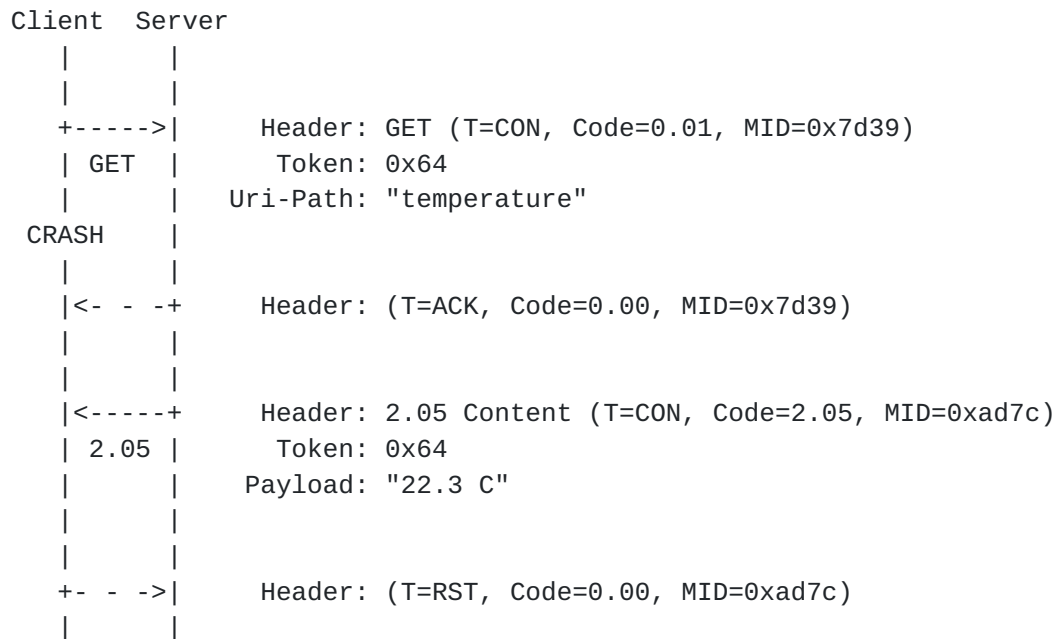 Client  Server
   |      |
   |      |
   +----->|     Header: GET (T=CON, Code=0.01, MID=0x7d39)
   | GET  |      Token: 0x64
   |      |   Uri-Path: "temperature"
 CRASH    |
   |      |
   |<- - -+     Header: (T=ACK, Code=0.00, MID=0x7d39)
   |      |
   |      |
   |<-----+     Header: 2.05 Content (T=CON, Code=2.05, MID=0xad7c)
   | 2.05 |      Token: 0x64
   |      |    Payload: "22.3 C"
   |      |
   |      |
   +- - ->|     Header: (T=RST, Code=0.00, MID=0xad7c)
   |      |